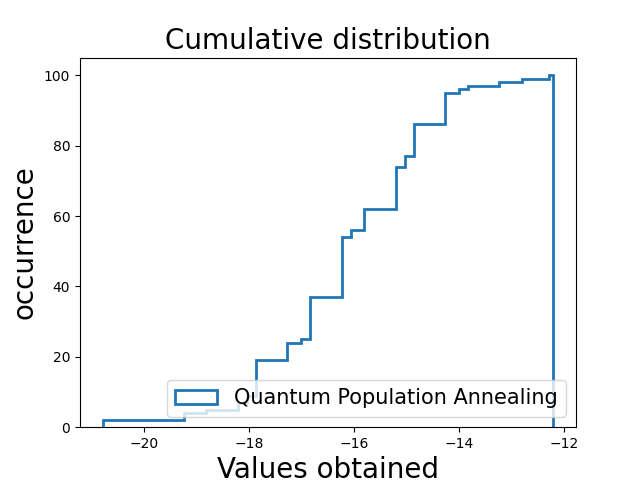 Cumulative distribution
occurrence
100
80
60
40
20
0
Quantum Population Annealing
−20 −18 −16 −14 −12
Values obtained